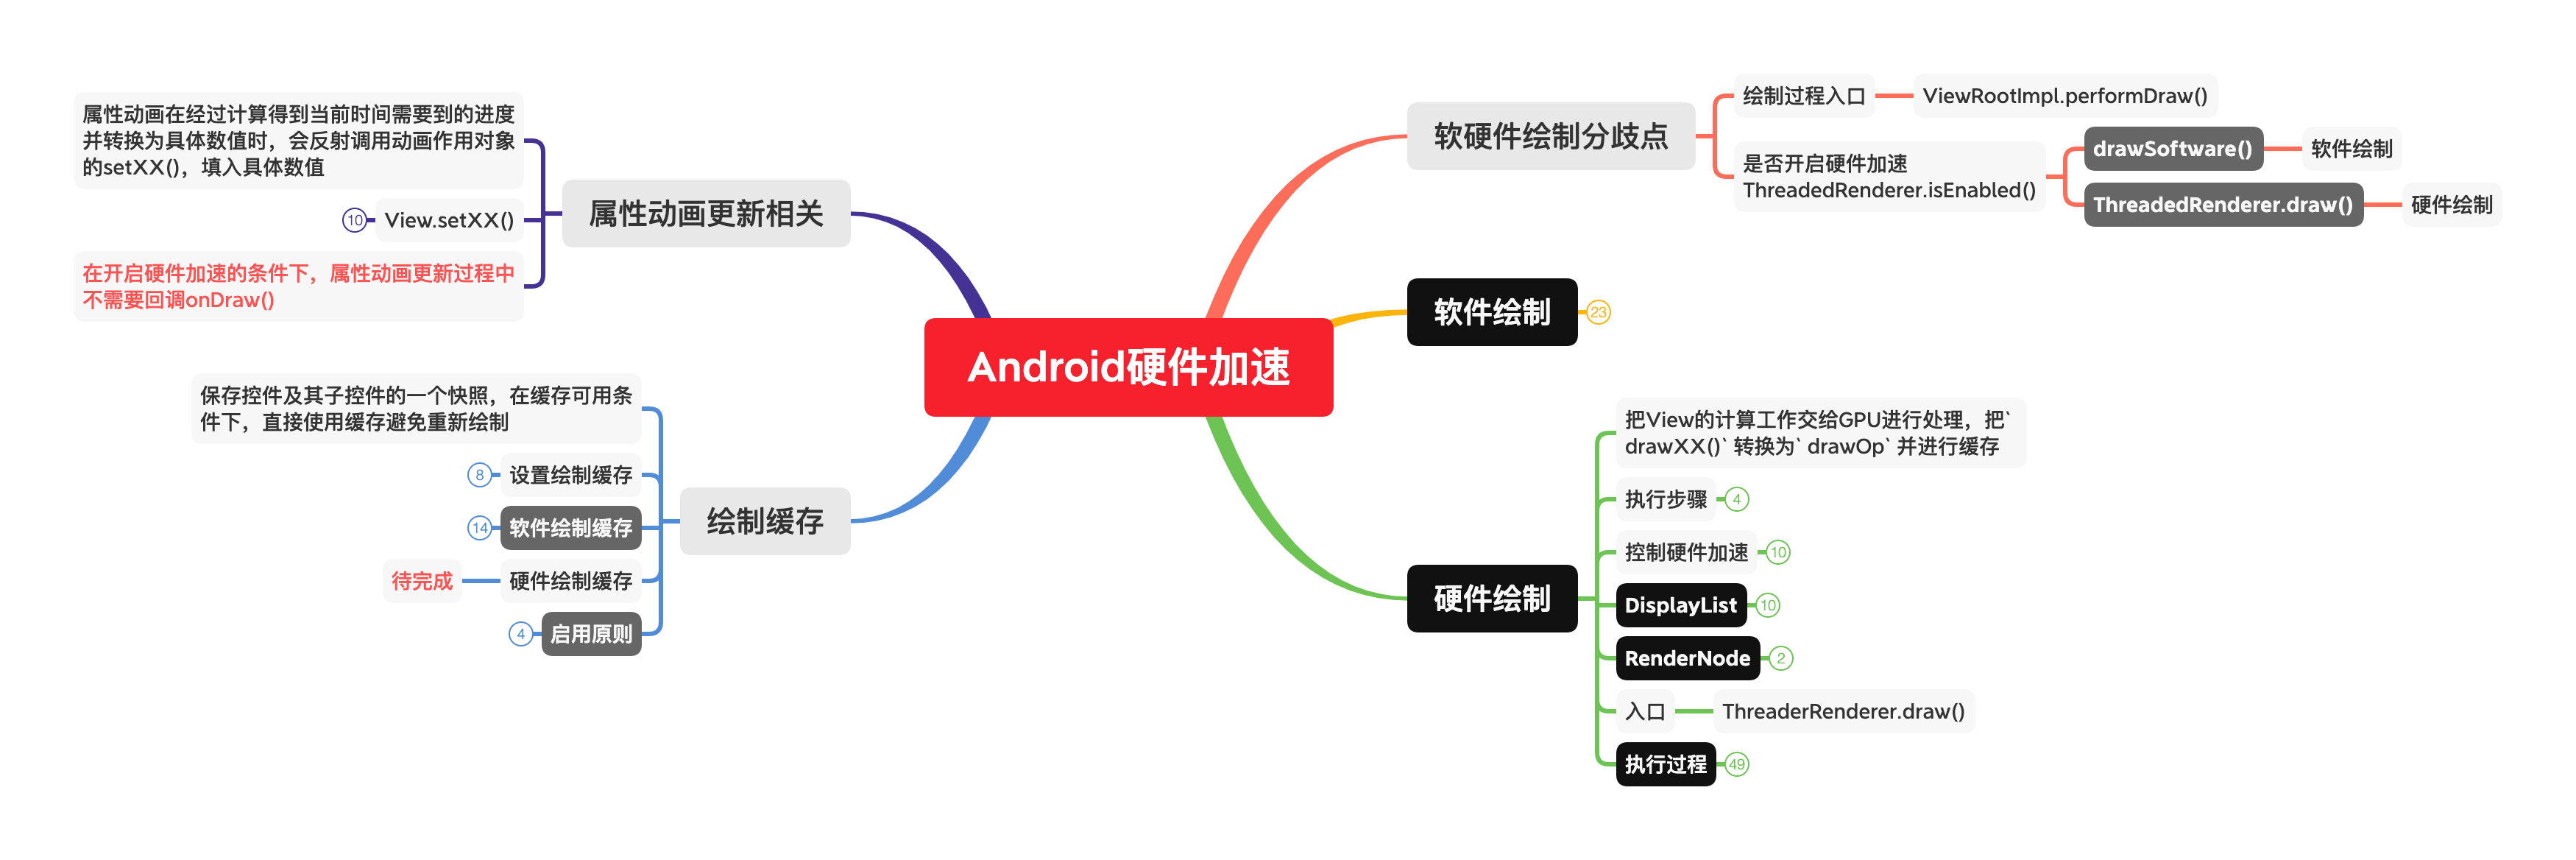 Android硬件加速
软硬件绘制分歧点
绘制过程入口
ViewRootImpl.performDraw()
是否开启硬件加速
ThreadedRenderer.isEnabled()
drawSoftware()
软件绘制
ThreadedRenderer.draw()
硬件绘制
软件绘制
23
硬件绘制
把View的计算工作交给GPU进行处理，把`
drawXX()` 转换为` drawOp` 并进行缓存
执行步骤
4
控制硬件加速
10
DisplayList
10
RenderNode
2
入口
ThreaderRenderer.draw()
执行过程
49
属性动画更新相关
属性动画在经过计算得到当前时间需要到的进度
并转换为具体数值时，会反射调用动画作用对象
的setXX()，填入具体数值
View.setXX()
10
在开启硬件加速的条件下，属性动画更新过程中
不需要回调onDraw()
绘制缓存
保存控件及其子控件的一个快照，在缓存可用条
件下，直接使用缓存避免重新绘制
设置绘制缓存
8
软件绘制缓存
14
硬件绘制缓存
待完成
启用原则
4